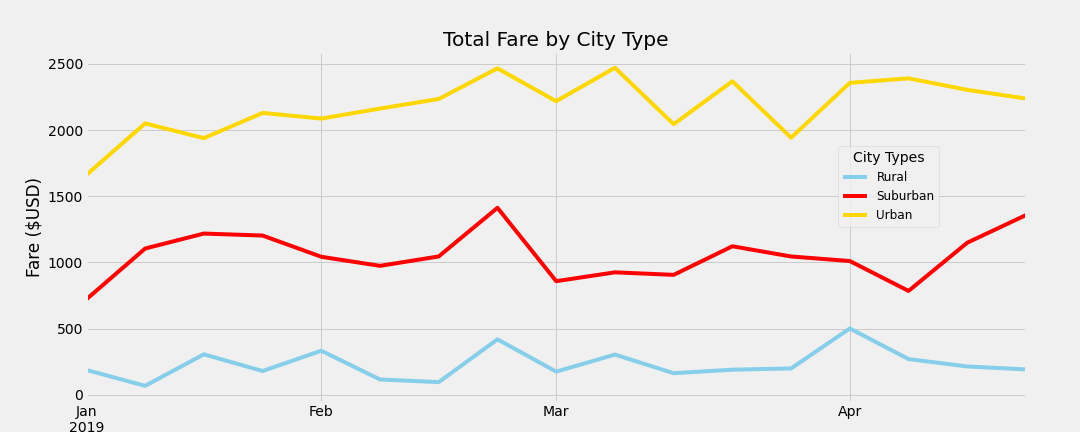 Total Fare by City Type
Fare ($USD)
2500
2000
1500
1000
500
0
City Types
Rural
Suburban
Urban
Jan
2019
Feb
Mar
Apr